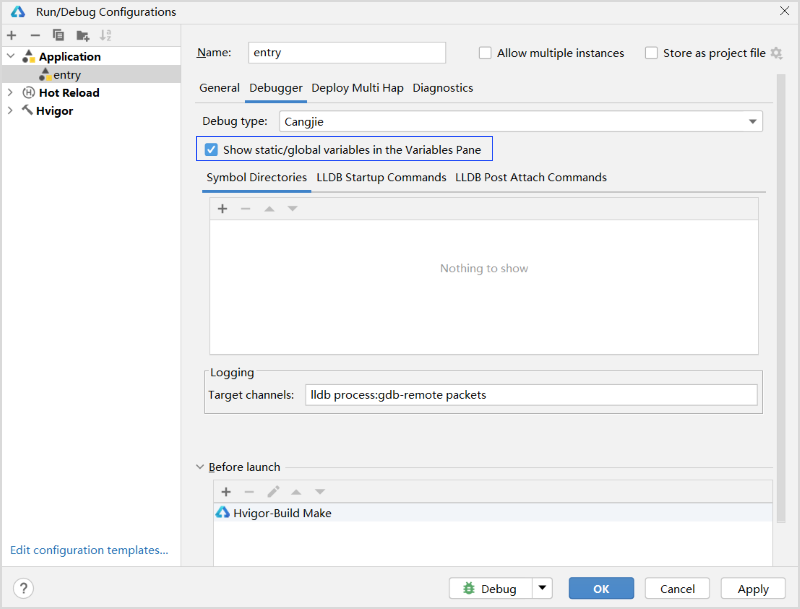 Run/Debug Configurations
Application
entry
Hot Reload
Hvigor
Edit configuration templates...
Name: entry Allow multiple instances Store as project file
General Debugger Deploy Multi Hap Diagnostics
Debug type: Cangjie
Show static/global variables in the Variables Pane
Symbol Directories LLDB Startup Commands LLDB Post Attach Commands
Nothing to show
Logging
Target channels: lldb process:gdb-remote packets
Before launch
Hvigor-Build Make
? Debug OK Cancel Apply